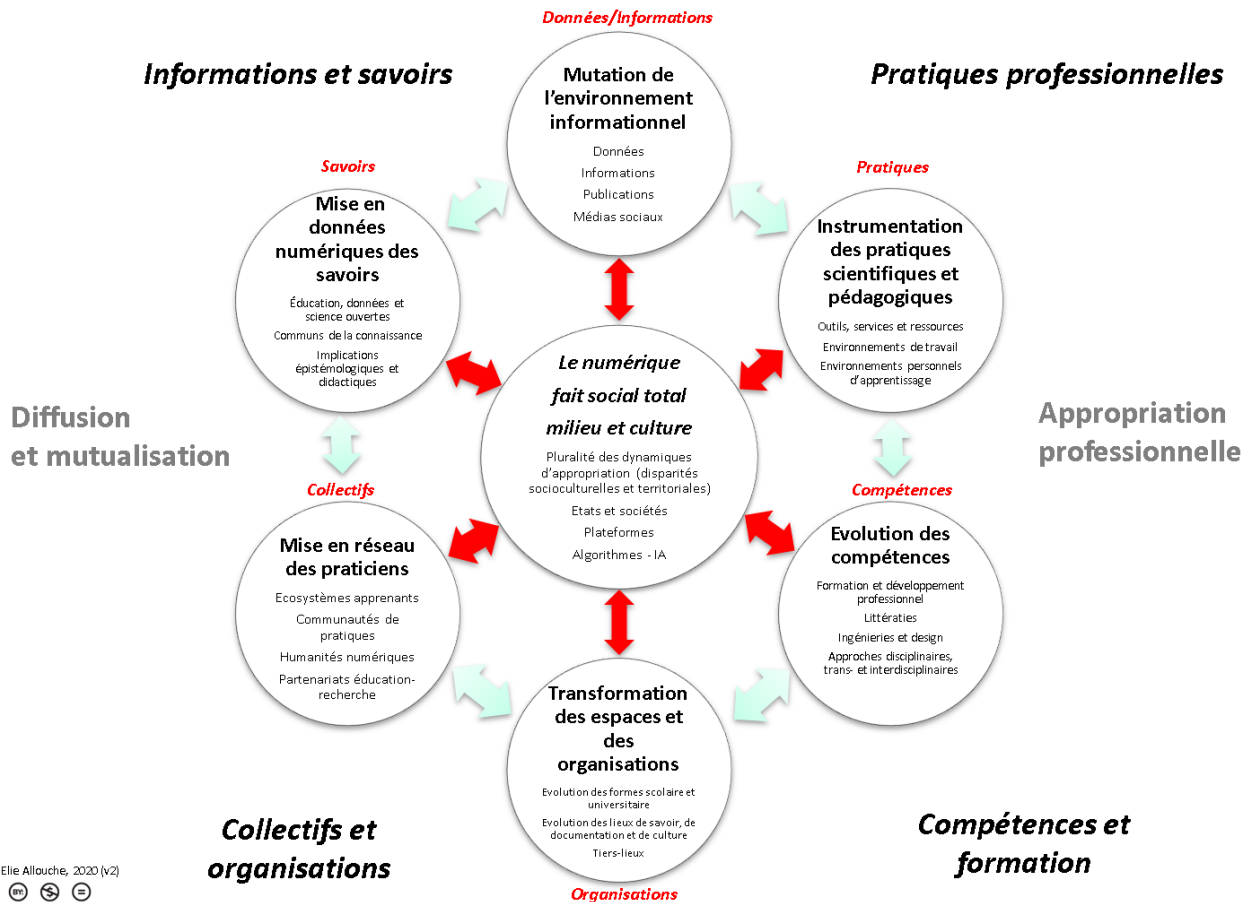 Données/Informations
Informations et savoirs
Pratiques professionnelles
Mutation de
l’environnement
informationnel
Données
Informations
Publications
Médias sociaux
Savoirs
Mise en
données
numériques des
savoirs
Éducation, données et
science ouvertes
Communs de la connaissance
Implications
épistémologiques et
didactiques
Pratiques
Instrumentation
des pratiques
scientifiques et
pédagogiques
Outils, services et ressources
Environnements de travail
Environnements personnels
d’apprentissage
Le numérique
fait social total
milieu et culture
Pluralité des dynamiques
d’appropriation (disparités
socioculturelles et territoriales)
Etats et sociétés
Plateformes
Algorithmes - IA
Diffusion
et mutualisation
Appropriation
professionnelle
Collectifs
Mise en réseau
des praticiens
Ecosystèmes apprenants
Communautés de
pratiques
Humanités numériques
Partenariats éducation-
recherche
Compétences
Evolution des
compétences
Formation et développement
professionnel
Littératies
Ingénieries et design
Approches disciplinaires,
trans- et interdisciplinaires
Transformation
des espaces et
des
organisations
Evolution des formes scolaire et
universitaire
Evolution des lieux de savoir, de
documentation et de culture
Tiers-lieux
Organisations
Collectifs et
organisations
Compétences et
formation
Elie Allouche, 2020 (v2)
BY: